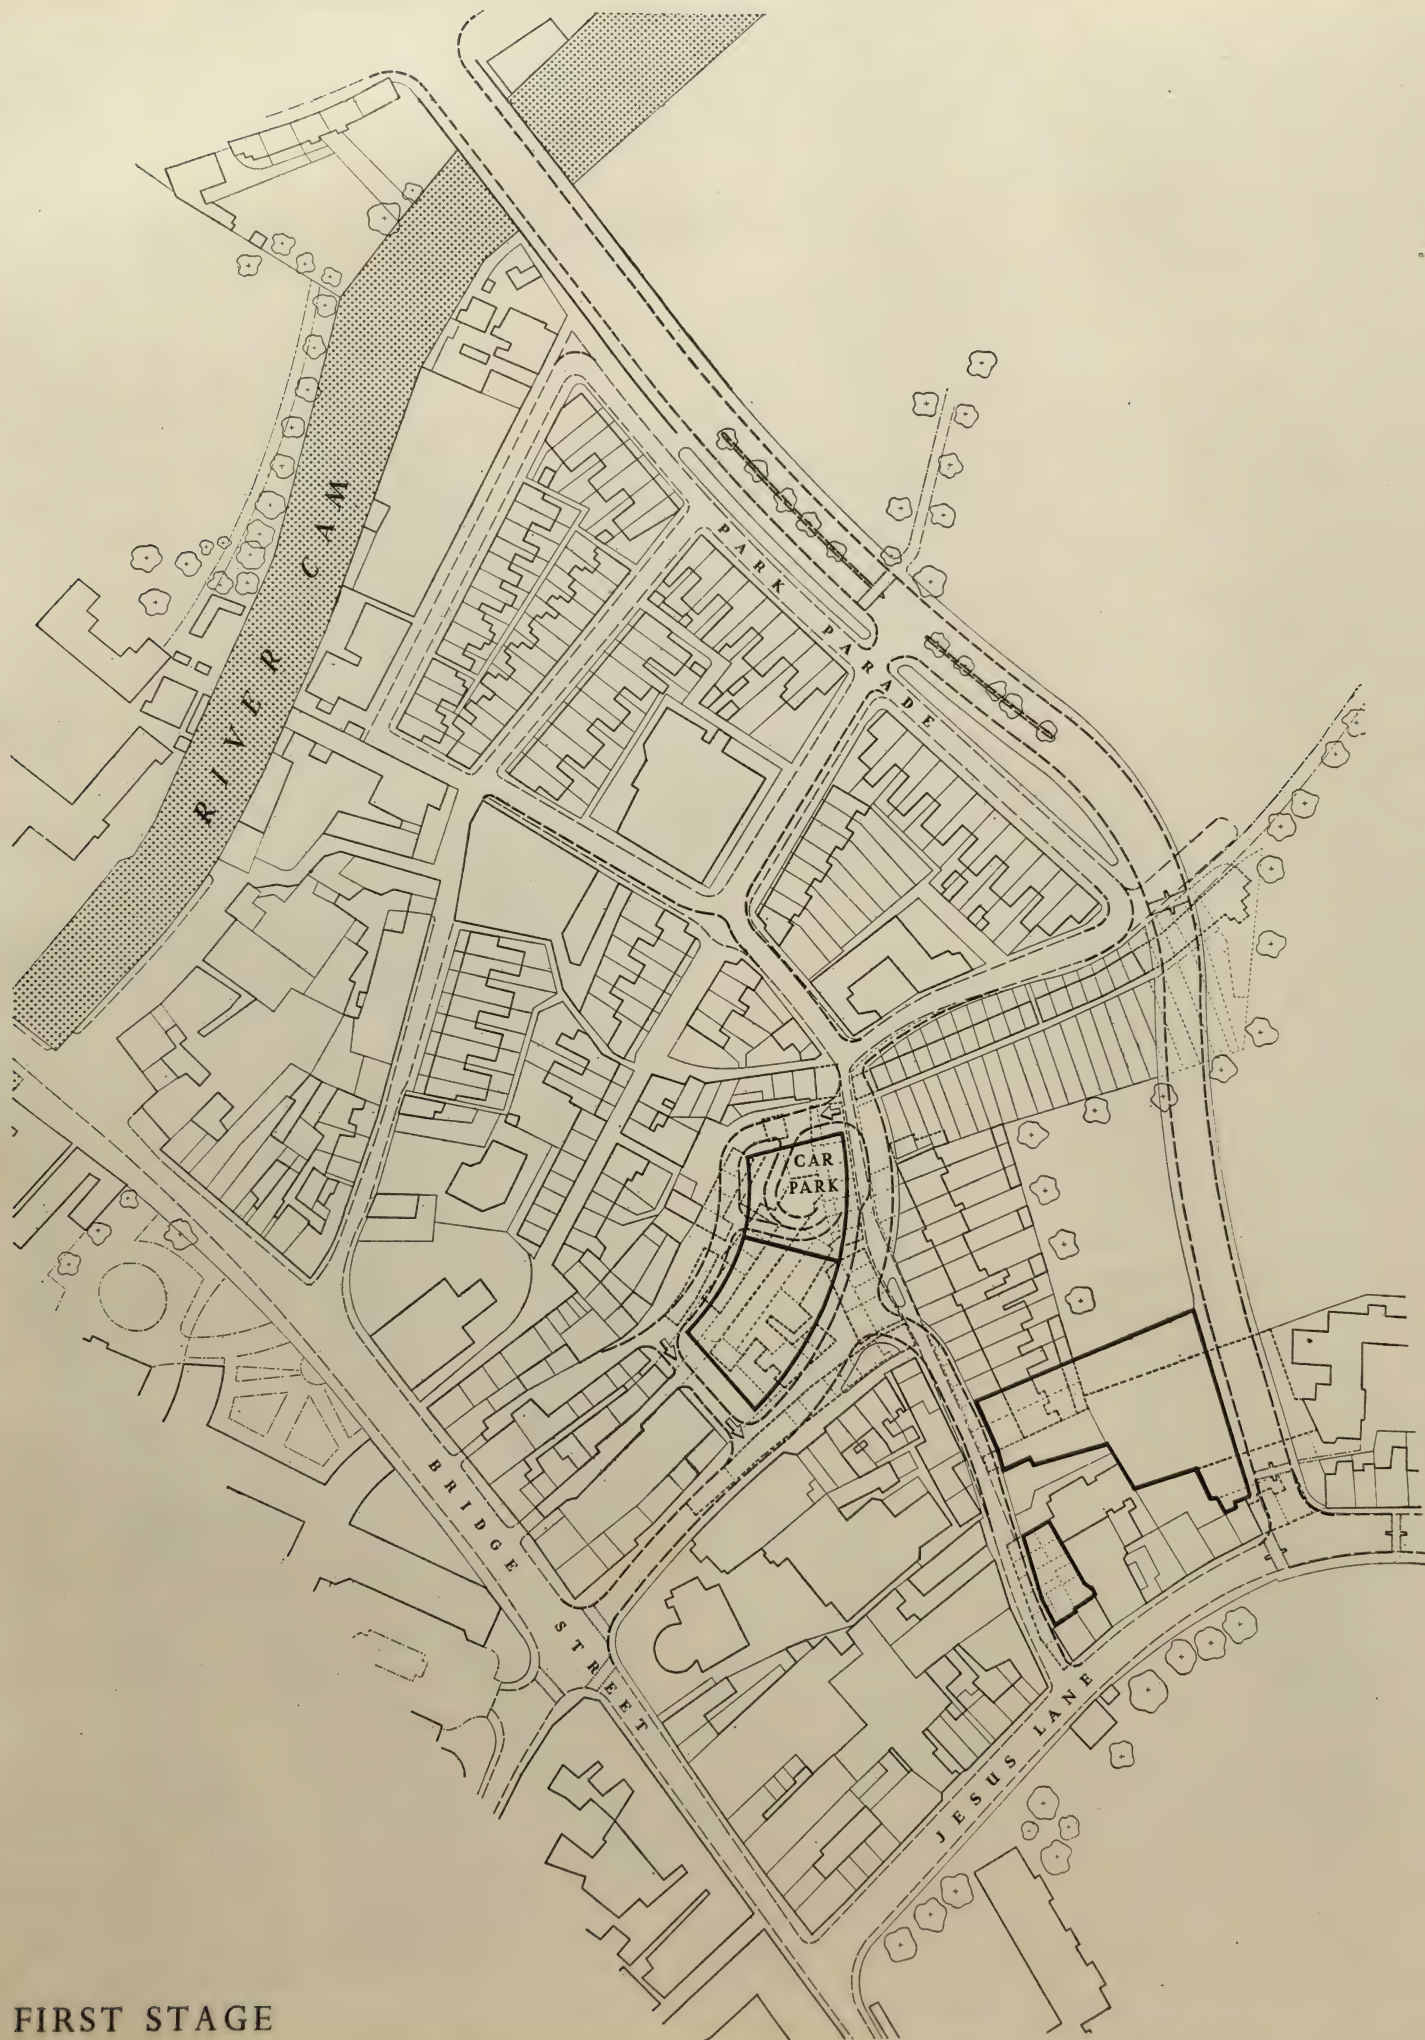 RIVER CAM
PARK PARADE
CAR
PARK
BRIDGE STREET
JESUS LANE
FIRST STAGE